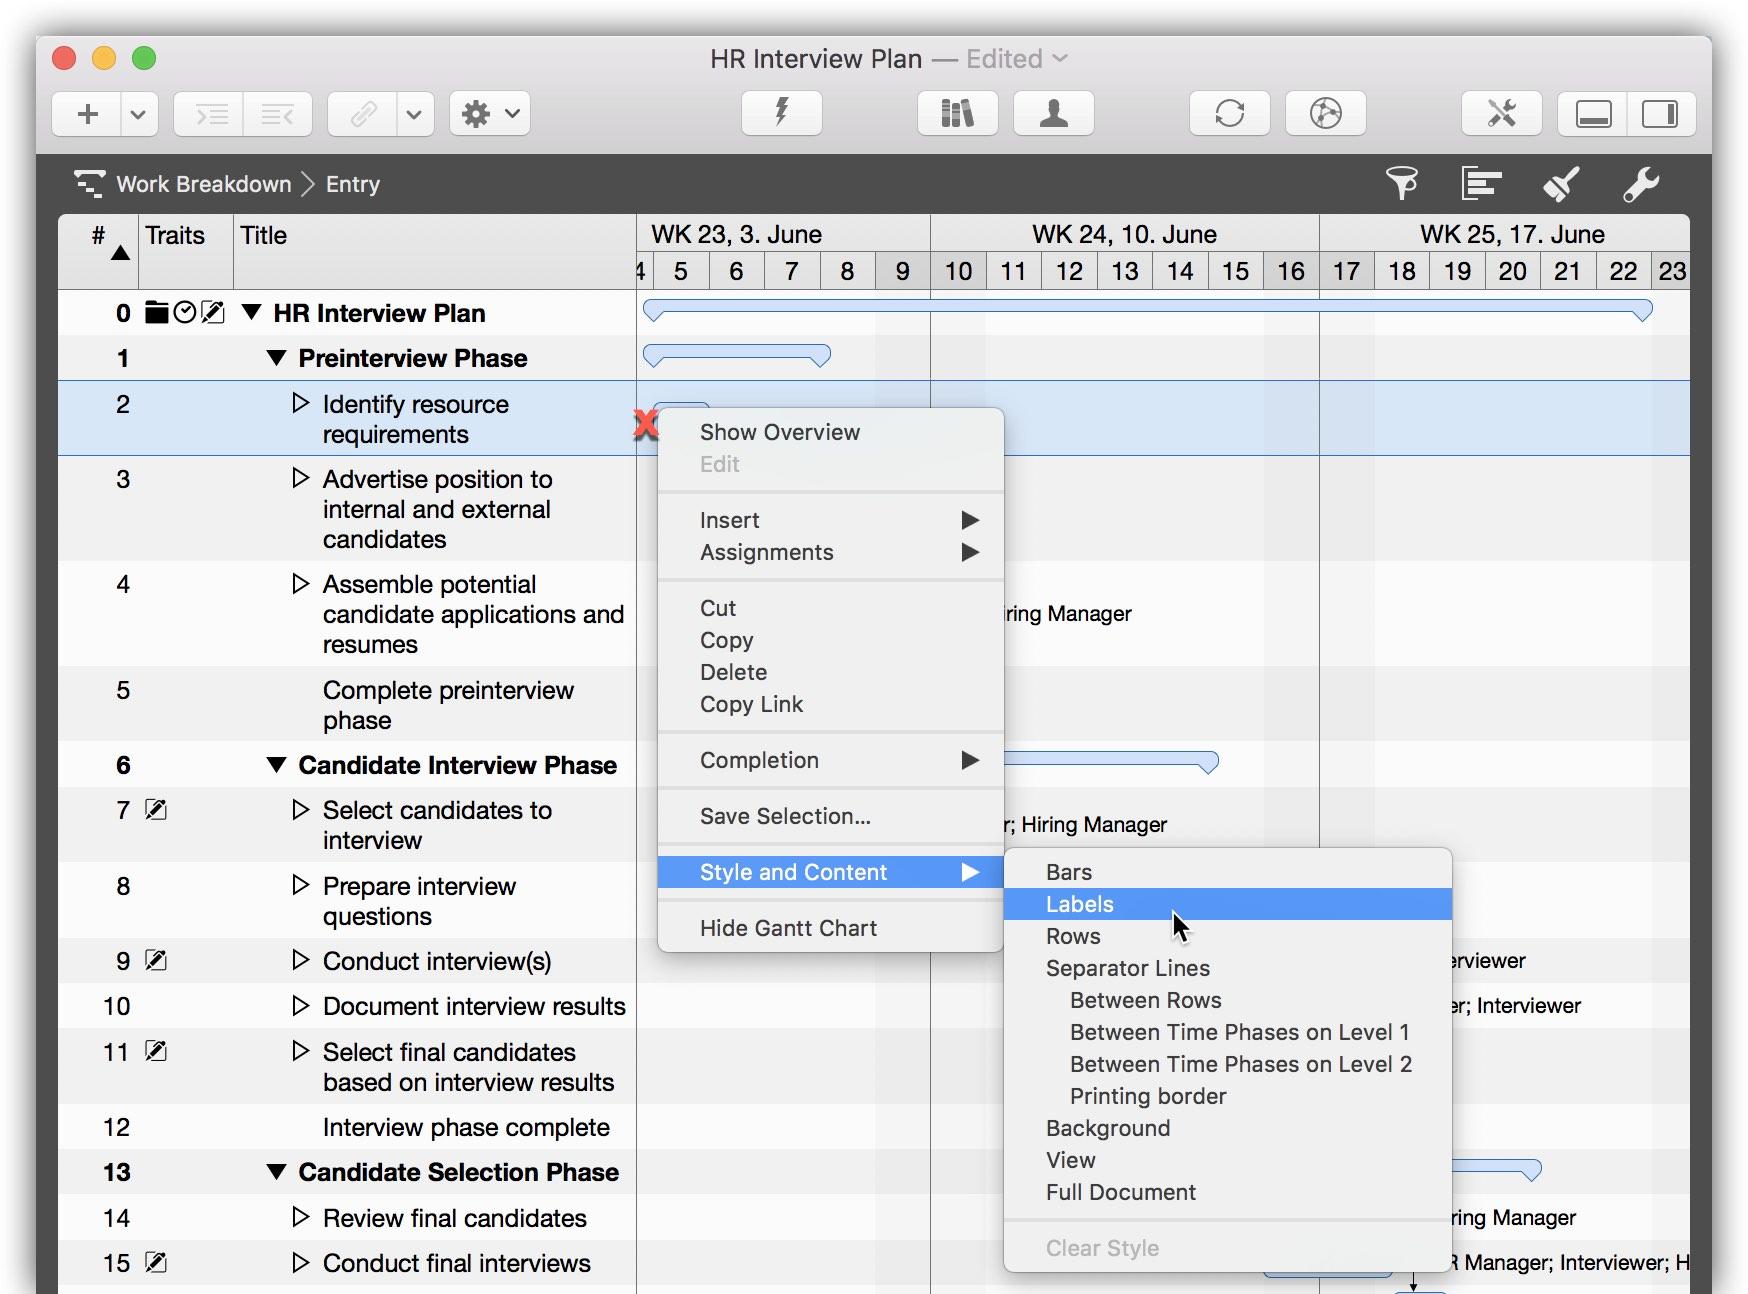 HR Interview Plan — Edited
Work Breakdown
Entry
#
Traits
Title
WK 23, 3. June
WK 24, 10. June
WK 25, 17. June
4 5 6 7 8 9 10 11 12 13 14 15 16 17 18 19 20 21 22 23
0 HR Interview Plan
1 Preinterview Phase
2 Identify resource
requirements
3 Advertise position to
internal and external
candidates
4 Assemble potential
candidate applications and
resumes
iring Manager
5 Complete preinterview
phase
6 Candidate Interview Phase
7 Select candidates to
interview
r; Hiring Manager
8 Prepare interview
questions
9 Conduct interview(s)
erviewer
10 Document interview results
er; Interviewer
11 Select final candidates
based on interview results
12 Interview phase complete
13 Candidate Selection Phase
14 Review final candidates
ring Manager
15 Conduct final interviews
R Manager; Interviewer; H
Show Overview
Edit
Insert
Assignments
Cut
Copy
Delete
Copy Link
Completion
Save Selection...
Style and Content
Hide Gantt Chart
Bars
Labels
Rows
Separator Lines
Between Rows
Between Time Phases on Level 1
Between Time Phases on Level 2
Printing border
Background
View
Full Document
Clear Style